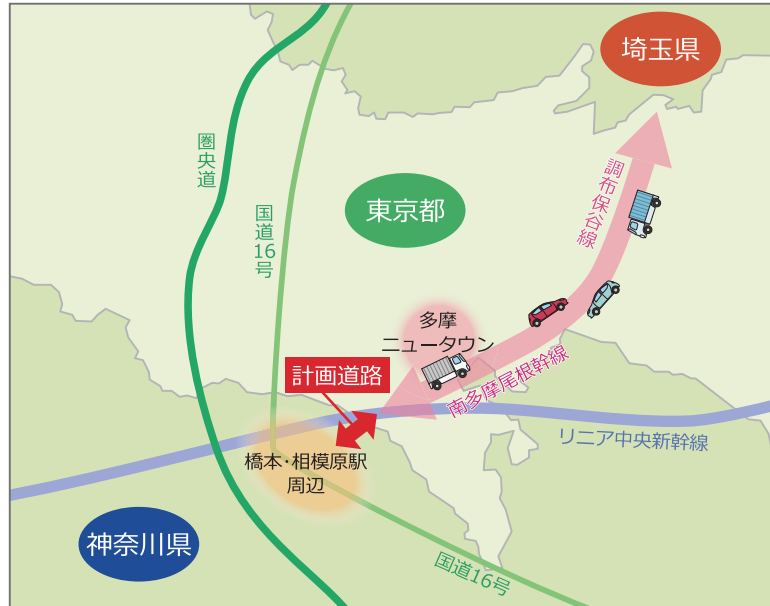 埼玉県
圏央道
国道16号
東京都
調布保谷線
多摩
ニュータウン
計画道路
南多摩尾根幹線
リニア中央新幹線
橋本・相模原駅
周辺
神奈川県
国道16号